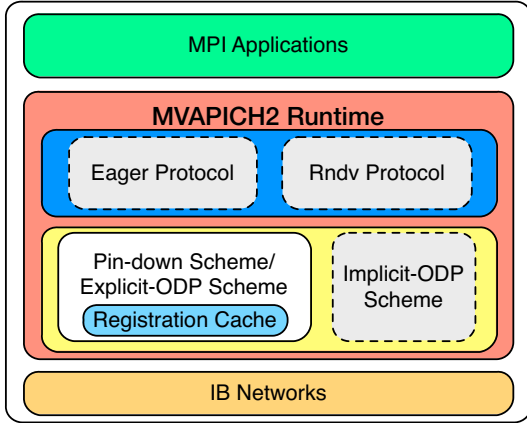 MPI Applications
MVAPICH2 Runtime
Eager Protocol
Rndv Protocol
Pin-down Scheme/
Explicit-ODP Scheme
Registration Cache
Implicit-ODP
Scheme
IB Networks